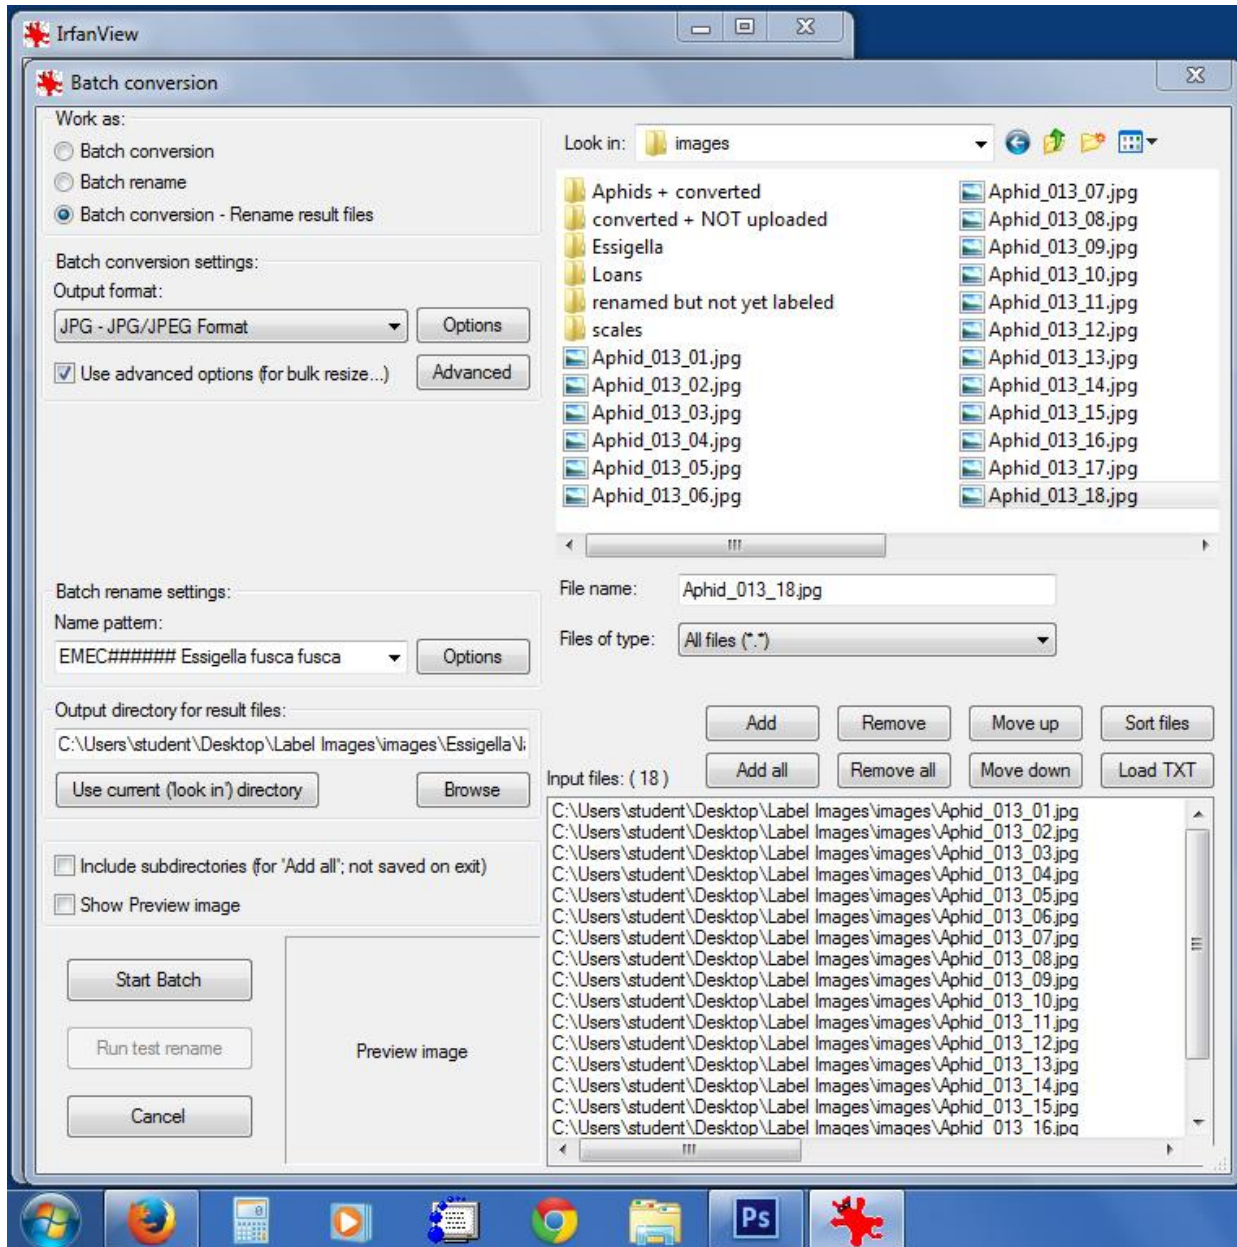 IrfanView
Batch conversion
Work as:
Batch conversion
Batch rename
Batch conversion - Rename result files
Batch conversion settings:
Output format:
JPG - JPG/JPEG Format
Options
Use advanced options (for bulk resize...)
Advanced
Batch rename settings:
Name pattern:
EMEC###### Essigella fusca fusca
Options
Output directory for result files:
C:\Users\student\Desktop\Label Images\images\Essigella\
Use current ('look in') directory
Browse
Include subdirectories (for 'Add all'; not saved on exit)
Show Preview image
Start Batch
Run test rename
Cancel
Preview image
Look in:
images
Aphids + converted
converted + NOT uploaded
Essigella
Loans
renamed but not yet labeled
scales
Aphid_013_01.jpg
Aphid_013_02.jpg
Aphid_013_03.jpg
Aphid_013_04.jpg
Aphid_013_05.jpg
Aphid_013_06.jpg
Aphid_013_07.jpg
Aphid_013_08.jpg
Aphid_013_09.jpg
Aphid_013_10.jpg
Aphid_013_11.jpg
Aphid_013_12.jpg
Aphid_013_13.jpg
Aphid_013_14.jpg
Aphid_013_15.jpg
Aphid_013_16.jpg
Aphid_013_17.jpg
Aphid_013_18.jpg
File name:
Aphid_013_18.jpg
Files of type:
All files (*.*)
Add
Remove
Move up
Sort files
Input files: ( 18 )
Add all
Remove all
Move down
Load TXT
C:\Users\student\Desktop\Label Images\images\Aphid_013_01.jpg
C:\Users\student\Desktop\Label Images\images\Aphid_013_02.jpg
C:\Users\student\Desktop\Label Images\images\Aphid_013_03.jpg
C:\Users\student\Desktop\Label Images\images\Aphid_013_04.jpg
C:\Users\student\Desktop\Label Images\images\Aphid_013_05.jpg
C:\Users\student\Desktop\Label Images\images\Aphid_013_06.jpg
C:\Users\student\Desktop\Label Images\images\Aphid_013_07.jpg
C:\Users\student\Desktop\Label Images\images\Aphid_013_08.jpg
C:\Users\student\Desktop\Label Images\images\Aphid_013_09.jpg
C:\Users\student\Desktop\Label Images\images\Aphid_013_10.jpg
C:\Users\student\Desktop\Label Images\images\Aphid_013_11.jpg
C:\Users\student\Desktop\Label Images\images\Aphid_013_12.jpg
C:\Users\student\Desktop\Label Images\images\Aphid_013_13.jpg
C:\Users\student\Desktop\Label Images\images\Aphid_013_14.jpg
C:\Users\student\Desktop\Label Images\images\Aphid_013_15.jpg
C:\Users\student\Desktop\Label Images\images\Aphid_013_16.jpg
Ps